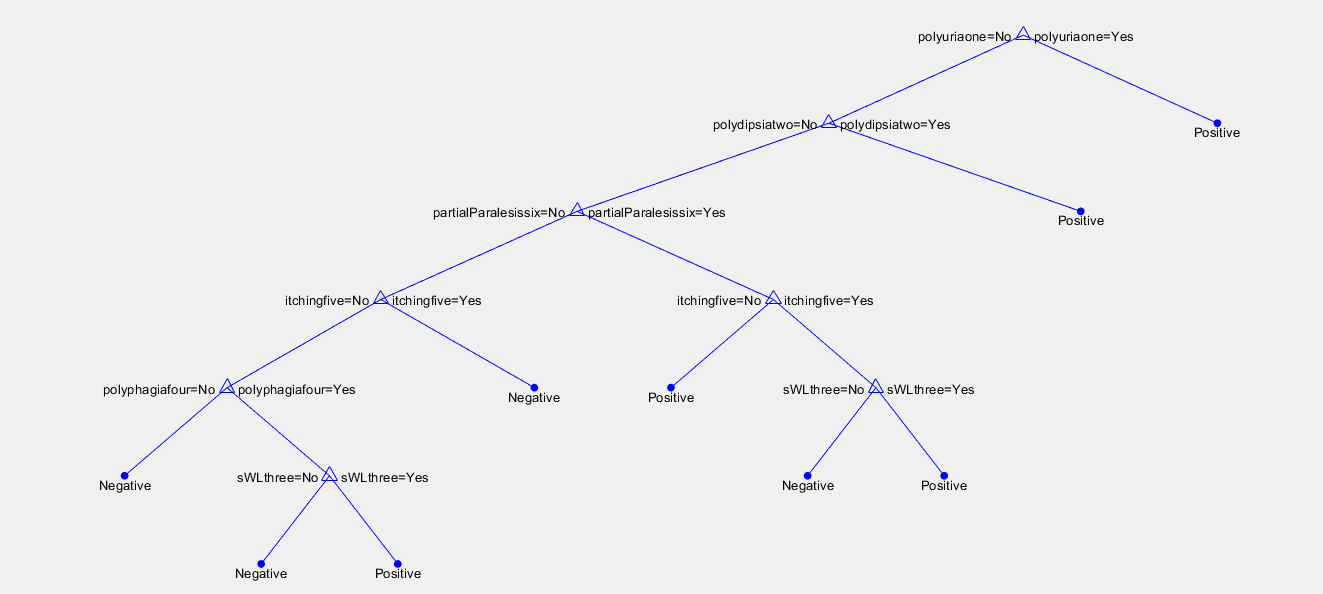 polyuriaone=No polyuriaone=Yes
polydipsiatwo=No polydipsiatwo=Yes
Positive
partialParalesissix=No partialParalesissix=Yes
Positive
itchingfive=No itchingfive=Yes
itchingfive=No itchingfive=Yes
polyphagiafour=No polyphagiafour=Yes
Negative
Positive
sWLthree=No sWLthree=Yes
Negative
sWLthree=No sWLthree=Yes
Negative
Positive
Negative
Positive